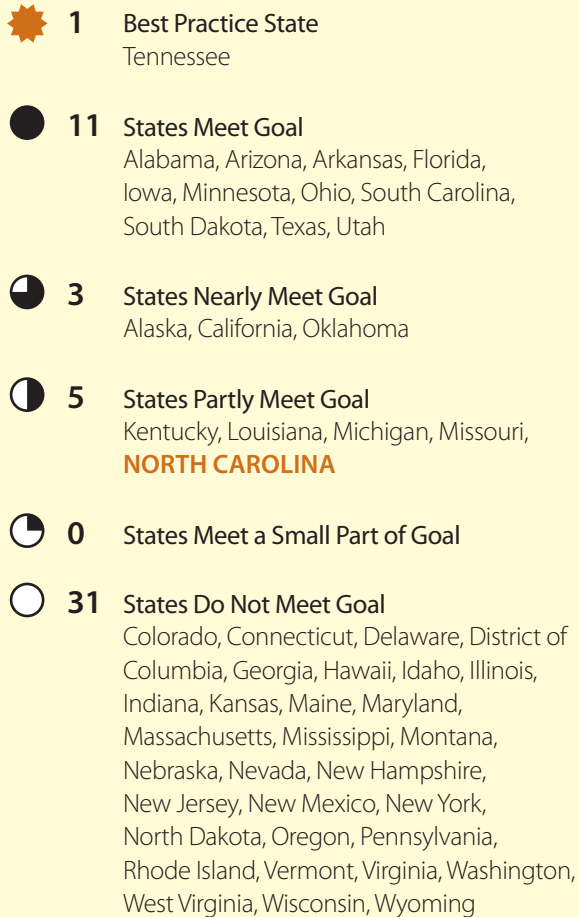 1 Best Practice State
Tennessee
11 States Meet Goal
Alabama, Arizona, Arkansas, Florida,
Iowa, Minnesota, Ohio, South Carolina,
South Dakota, Texas, Utah
3 States Nearly Meet Goal
Alaska, California, Oklahoma
5 States Partly Meet Goal
Kentucky, Louisiana, Michigan, Missouri,
NORTH CAROLINA
0 States Meet a Small Part of Goal
31 States Do Not Meet Goal
Colorado, Connecticut, Delaware, District of
Columbia, Georgia, Hawaii, Idaho, Illinois,
Indiana, Kansas, Maine, Maryland,
Massachusetts, Mississippi, Montana,
Nebraska, Nevada, New Hampshire,
New Jersey, New Mexico, New York,
North Dakota, Oregon, Pennsylvania,
Rhode Island, Vermont, Virginia, Washington,
West Virginia, Wisconsin, Wyoming